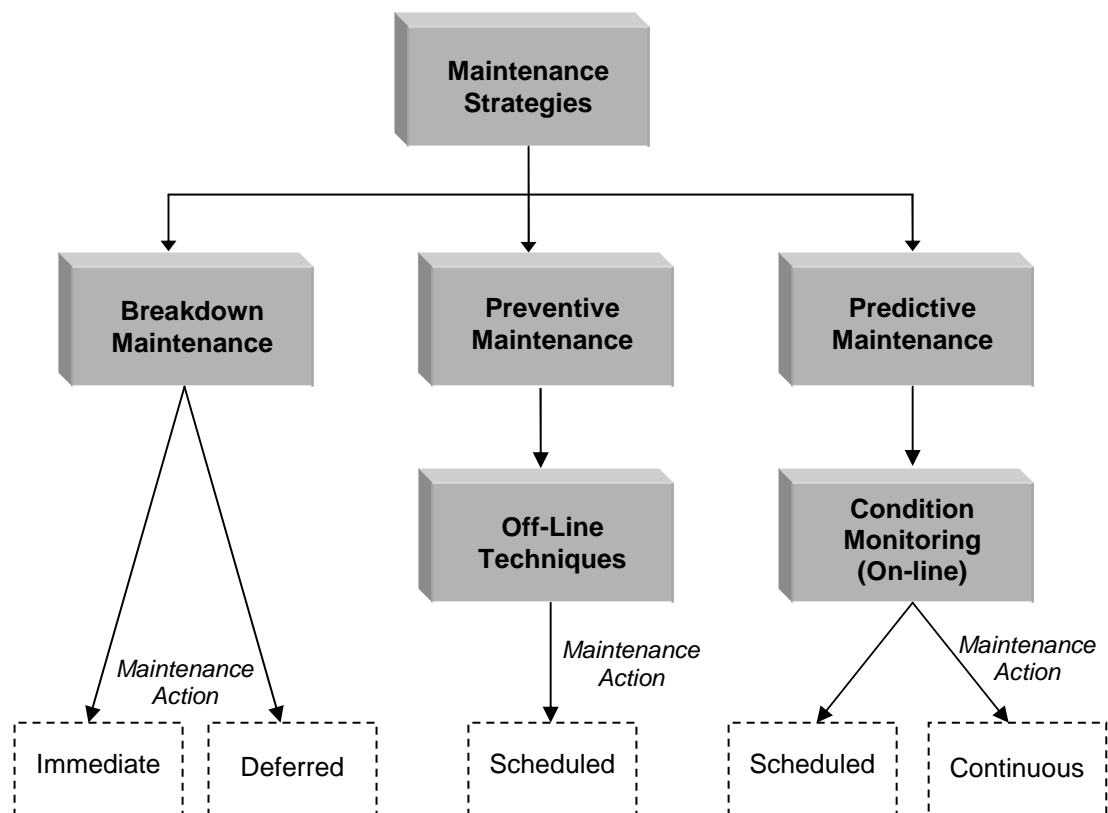 Maintenance
Strategies
Breakdown
Maintenance
Preventive
Maintenance
Predictive
Maintenance
Off-Line
Techniques
Condition
Monitoring
(On-line)
Maintenance
Action
Maintenance
Action
Maintenance
Action
Immediate
Deferred
Scheduled
Scheduled
Continuous